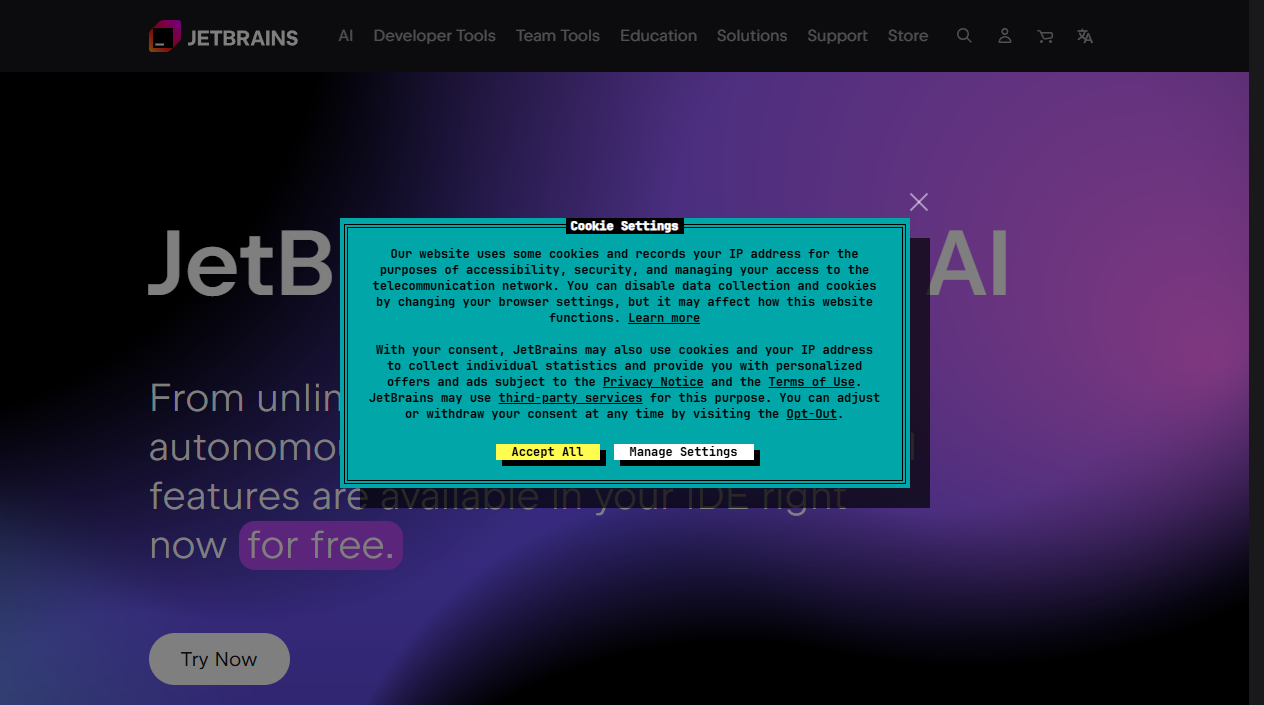 JETBRAINS
AI Developer Tools Team Tools Education Solutions Support Store
Cookie Settings
Our website uses some cookies and records your IP address for the
purposes of accessibility, security, and managing your access to the
telecommunication network. You can disable data collection and cookies
by changing your browser settings, but it may affect how this website
functions. Learn more
With your consent, JetBrains may also use cookies and your IP address
to collect individual statistics and provide you with personalized
offers and ads subject to the Privacy Notice and the Terms of Use.
JetBrains may use third-party services for this purpose. You can adjust
or withdraw your consent at any time by visiting the Opt-Out.
Accept All Manage Settings
JetB AI
From
features are available in your IDE right
now for free.
Try Now